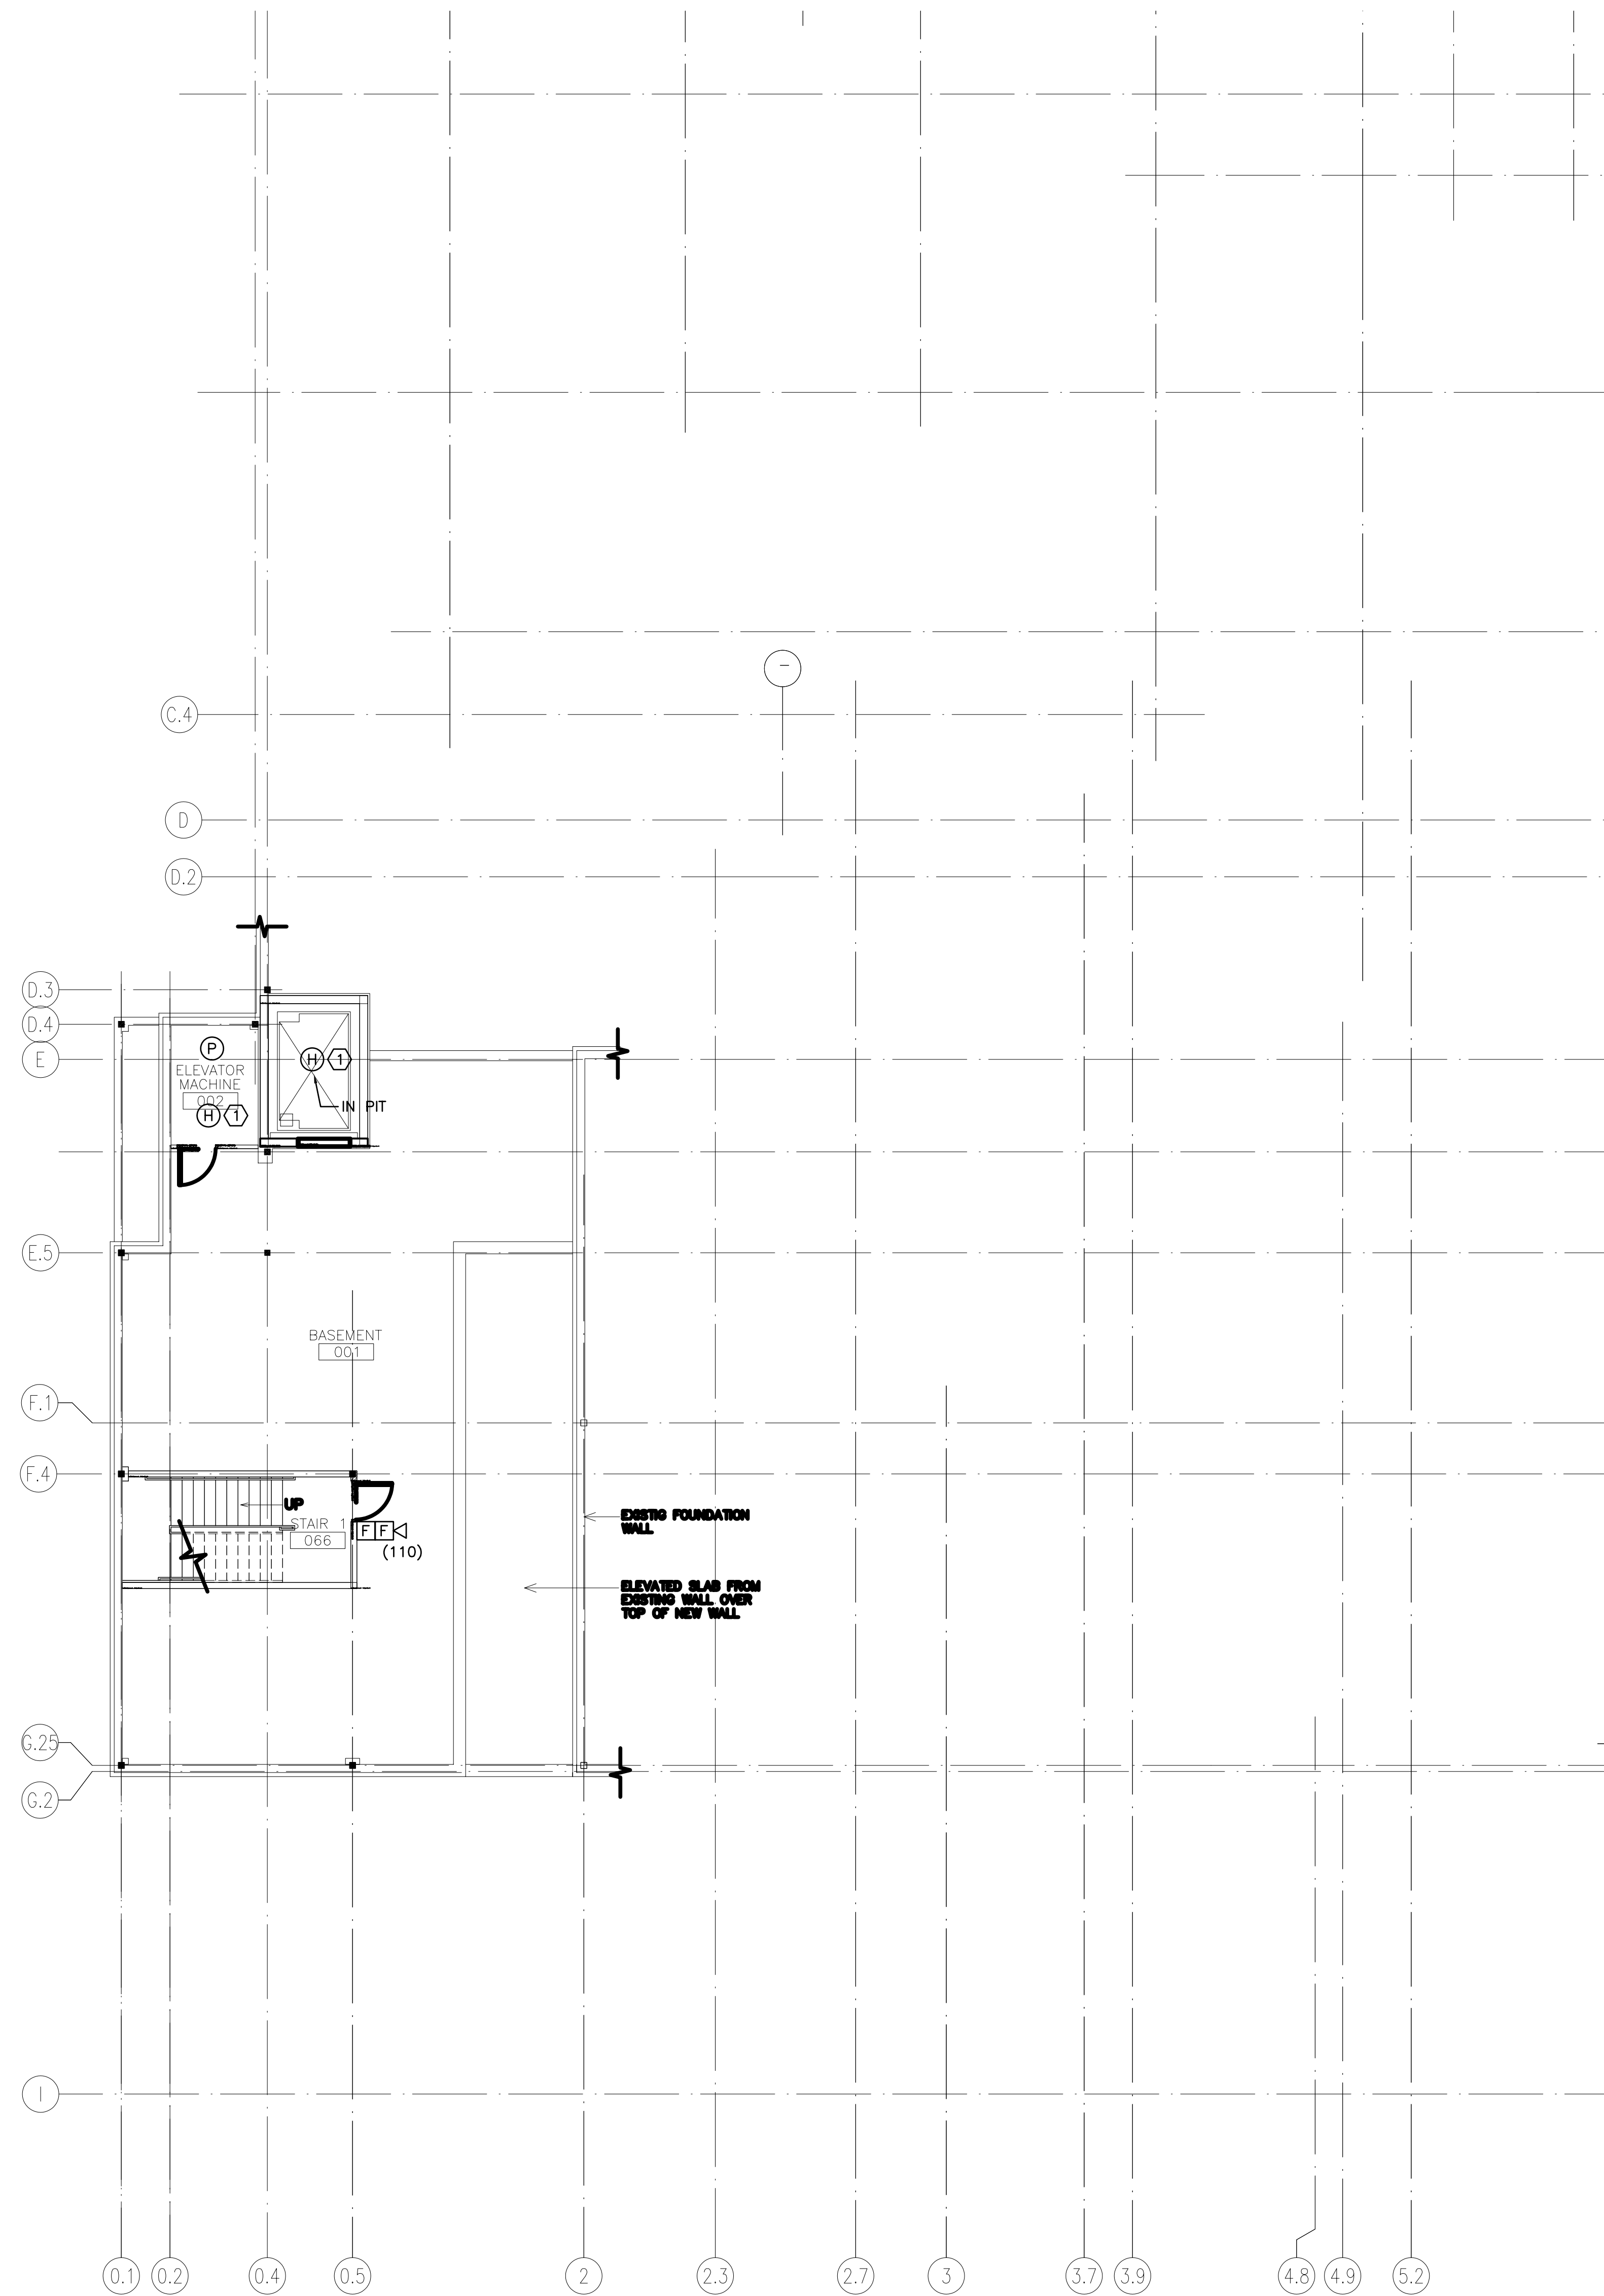 C.4
D
D.2
D.3
D.4
E
P
ELEVATOR
MACHINE
002
H 1
H 1
IN PIT
E.5
BASEMENT
001
F.1
F.4
UP
STAIR 1
066
F F
(110)
EXISTIG FOUNDATION
WALL
ELEVATED SLAB FROM
EXISTING WALL OVER
TOP OF NEW WALL
G.25
G.2
I
0.1 0.2 0.4 0.5 2 2.3 2.7 3 3.7 3.9 4.8 4.9 5.2